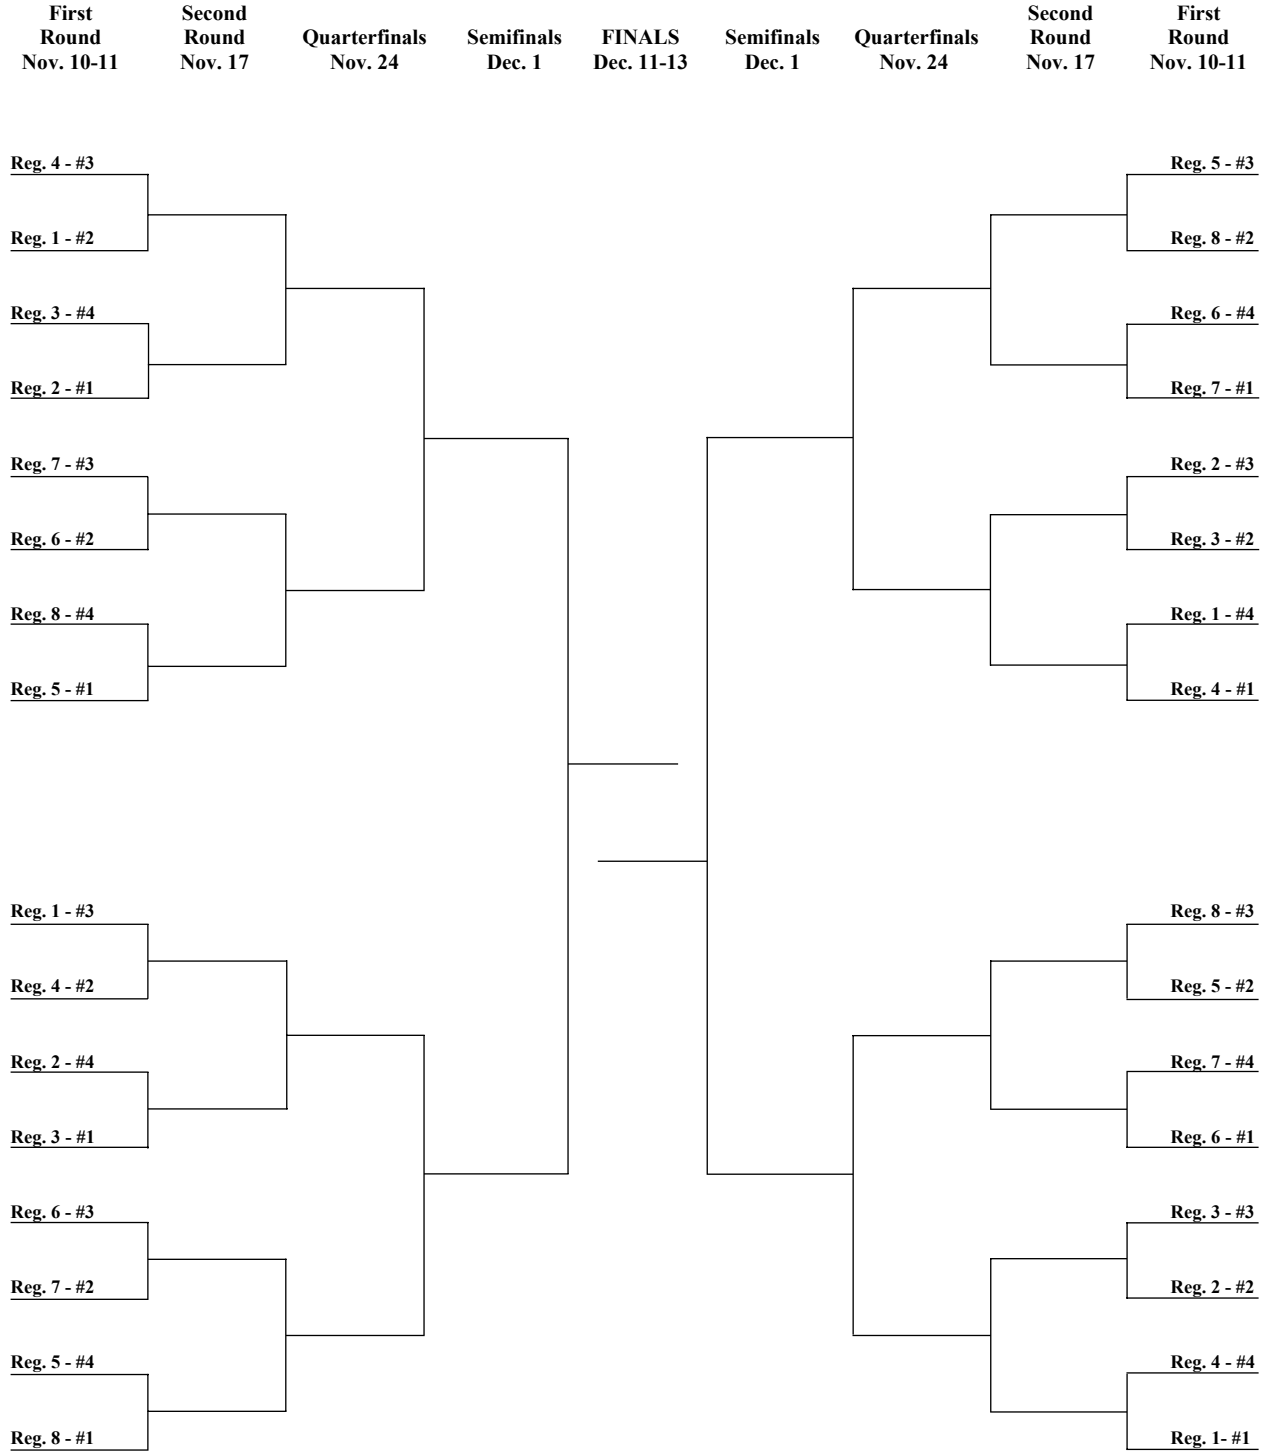 First
Round
Nov. 10-11
Second
Round
Nov. 17
Quarterfinals
Nov. 24
Semifinals
Dec. 1
FINALS
Dec. 11-13
Semifinals
Dec. 1
Quarterfinals
Nov. 24
Second
Round
Nov. 17
First
Round
Nov. 10-11
Reg. 4 - #3
Reg. 1 - #2
Reg. 3 - #4
Reg. 2 - #1
Reg. 7 - #3
Reg. 6 - #2
Reg. 8 - #4
Reg. 5 - #1
Reg. 1 - #3
Reg. 4 - #2
Reg. 2 - #4
Reg. 3 - #1
Reg. 6 - #3
Reg. 7 - #2
Reg. 5 - #4
Reg. 8 - #1
Reg. 5 - #3
Reg. 8 - #2
Reg. 6 - #4
Reg. 7 - #1
Reg. 2 - #3
Reg. 3 - #2
Reg. 1 - #4
Reg. 4 - #1
Reg. 8 - #3
Reg. 5 - #2
Reg. 7 - #4
Reg. 6 - #1
Reg. 3 - #3
Reg. 2 - #2
Reg. 4 - #4
Reg. 1- #1